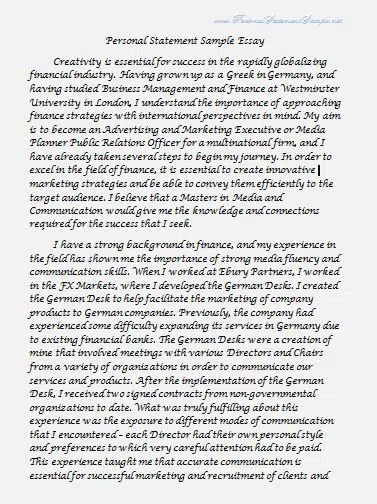 www.PersonalStatementSample.net
Personal Statement Sample Essay
Creativity is essential for success in the rapidly globalizing
financial industry. Having grown up as a Greek in Germany, and
having studied Business Management and Finance at Westminster
University in London, I understand the importance of approaching
finance strategies with international perspectives in mind. My aim
is to become an Advertising and Marketing Executive or Media
Planner Public Relations Officer for a multinational firm, and I
have already taken several steps to begin my journey. In order to
excel in the field of finance, it is essential to create innovative
marketing strategies and be able to convey them efficiently to the
target audience. I believe that a Masters in Media and
Communication would give me the knowledge and connections
required for the success that I seek.
I have a strong background in finance, and my experience in
the field has shown me the importance of strong media fluency and
communication skills. When I worked at Ebury Partners, I worked
in the FX Markets, where I developed the German Desks. I created
the German Desk to help facilitate the marketing of company
products to German companies. Previously, the company had
experienced some difficulty expanding its services in Germany due
to existing financial banks. The German Desks were a creation of
mine that involved meetings with various Directors and Chairs
from a variety of organizations in order to communicate our
services and products. After the implementation of the German
Desk, I received two signed contracts from non-governmental
organizations to date. What was truly fulfilling about this
experience was the exposure to different modes of communication
that I encountered – each Director had their own personal style
and preferences to which very careful attention had to be paid.
This experience taught me that accurate communication is
essential for successful marketing and recruitment of clients and